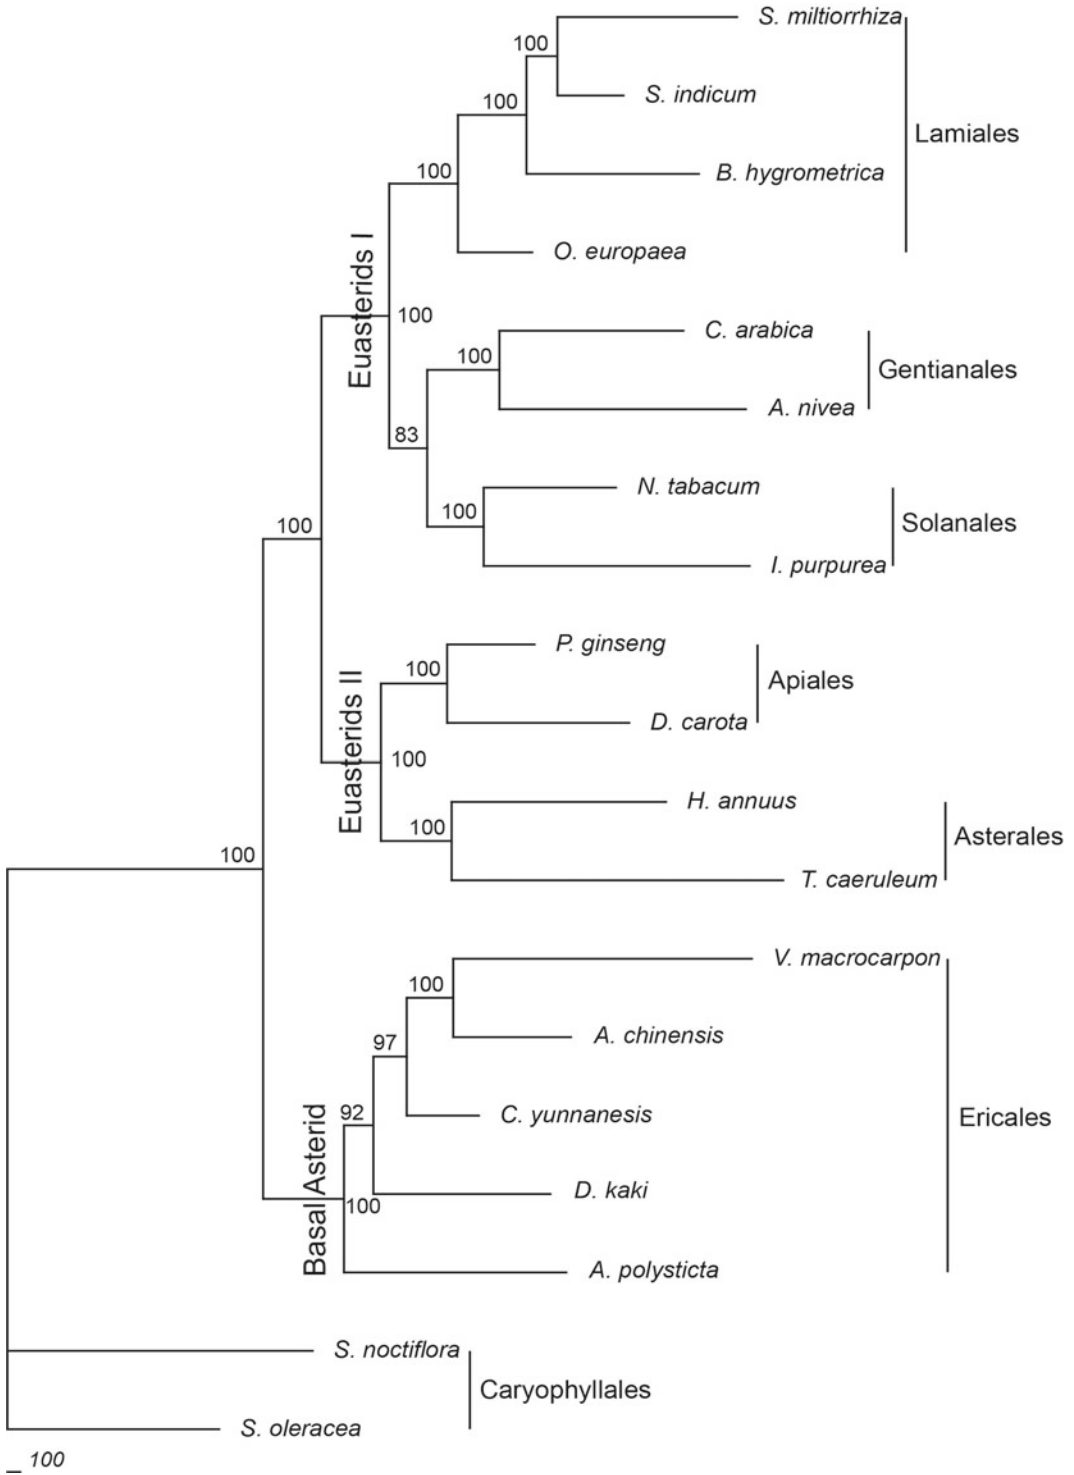 S. miltiorrhiza
100
S. indicum
100
Lamiales
B. hygrometrica
100
O. europaea
Euasterids I
100
C. arabica
100
Gentianales
A. nivea
83
N. tabacum
100
Solanales
100
I. purpurea
P. ginseng
100
Apiales
D. carota
Euasterids II
100
H. annuus
100
Asterales
100
T. caeruleum
V. macrocarpon
100
A. chinensis
97
C. yunnanesis
92
Ericales
Basal Asterid
D. kaki
100
A. polysticta
S. noctiflora
Caryophyllales
S. oleracea
100